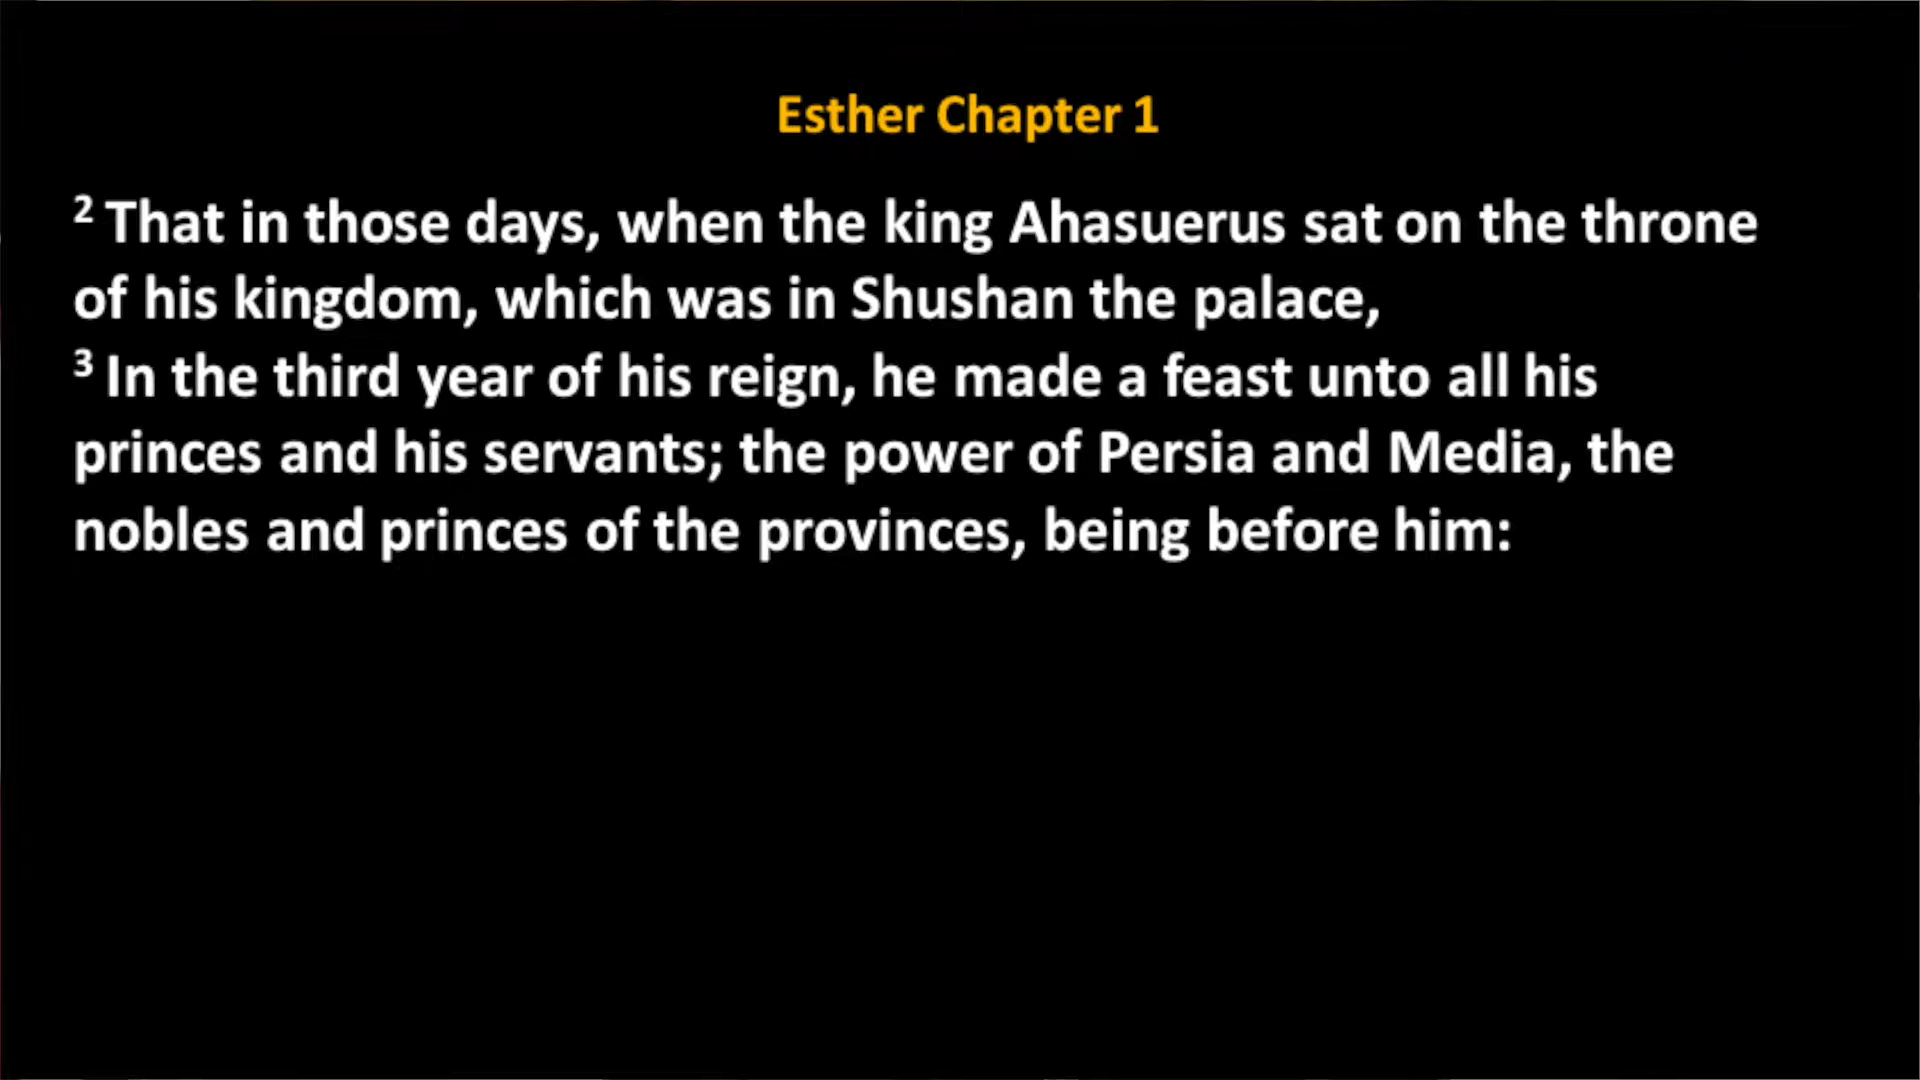 Esther Chapter 1
2 That in those days, when the king Ahasuerus sat on the throne
of his kingdom, which was in Shushan the palace,
3 In the third year of his reign, he made a feast unto all his
princes and his servants; the power of Persia and Media, the
nobles and princes of the provinces, being before him: